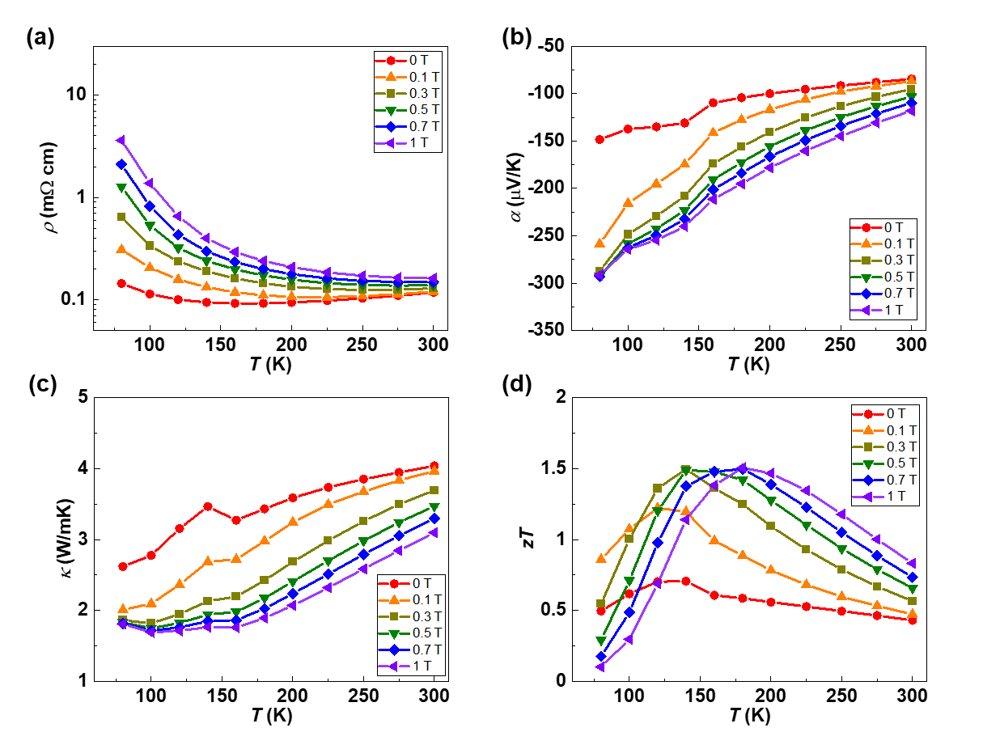 (a)
10
1
0.1
ρ (mΩ cm)
0 T
0.1 T
0.3 T
0.5 T
0.7 T
1 T
100 150 200 250 300
T (K)
(b)
-50
-100
-150
-200
-250
-300
-350
α (μV/K)
0 T
0.1 T
0.3 T
0.5 T
0.7 T
1 T
100 150 200 250 300
T (K)
(c)
5
4
3
2
1
κ (W/mK)
0 T
0.1 T
0.3 T
0.5 T
0.7 T
1 T
100 150 200 250 300
T (K)
(d)
2
1.5
1
0.5
0
zT
0 T
0.1 T
0.3 T
0.5 T
0.7 T
1 T
100 150 200 250 300
T (K)